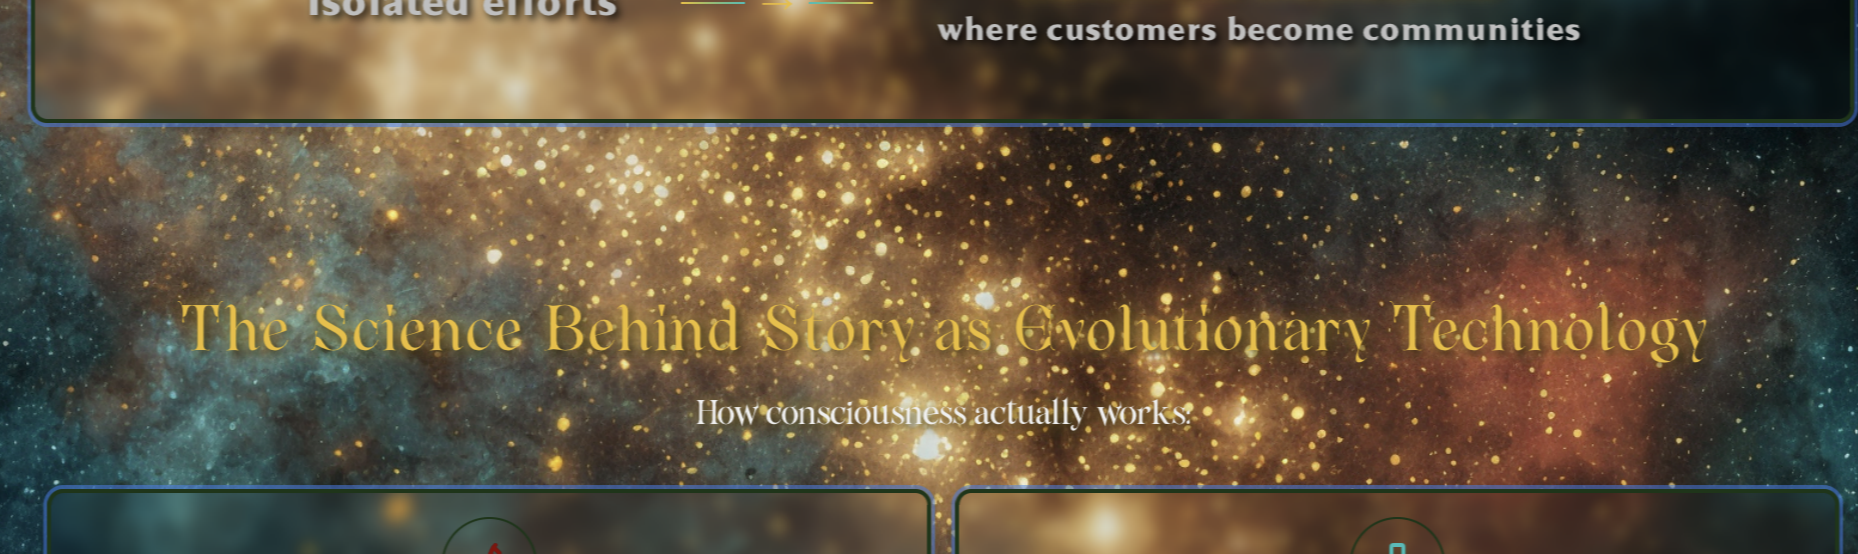 Isolated efforts
where customers become communities
The Science Behind Story as Evolutionary Technology
How consciousness actually works: